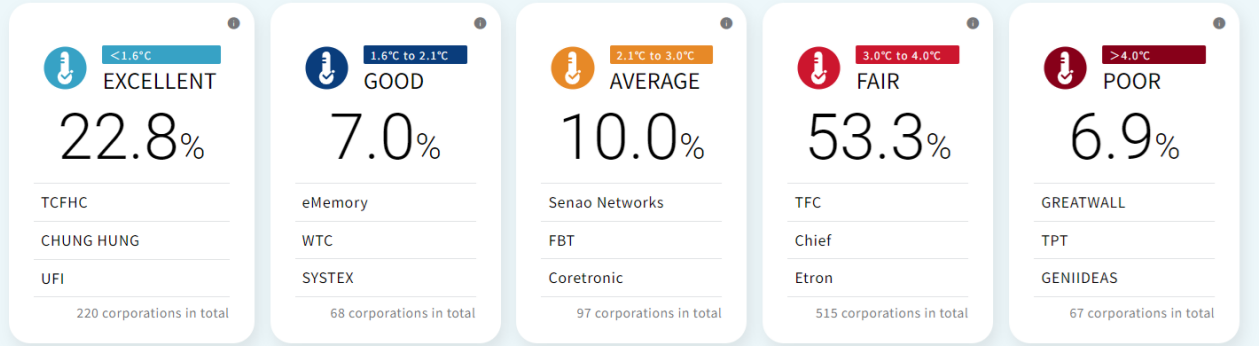 <1.6°C
EXCELLENT
22.8%
TCFHC
CHUNG HUNG
UFI
220 corporations in total
1.6°C to 2.1°C
GOOD
7.0%
eMemory
WTC
SYSTEX
68 corporations in total
2.1°C to 3.0°C
AVERAGE
10.0%
Senao Networks
FBT
Coretronic
97 corporations in total
3.0°C to 4.0°C
FAIR
53.3%
TFC
Chief
Etron
515 corporations in total
>4.0°C
POOR
6.9%
GREATWALL
TPT
GENIIDEAS
67 corporations in total